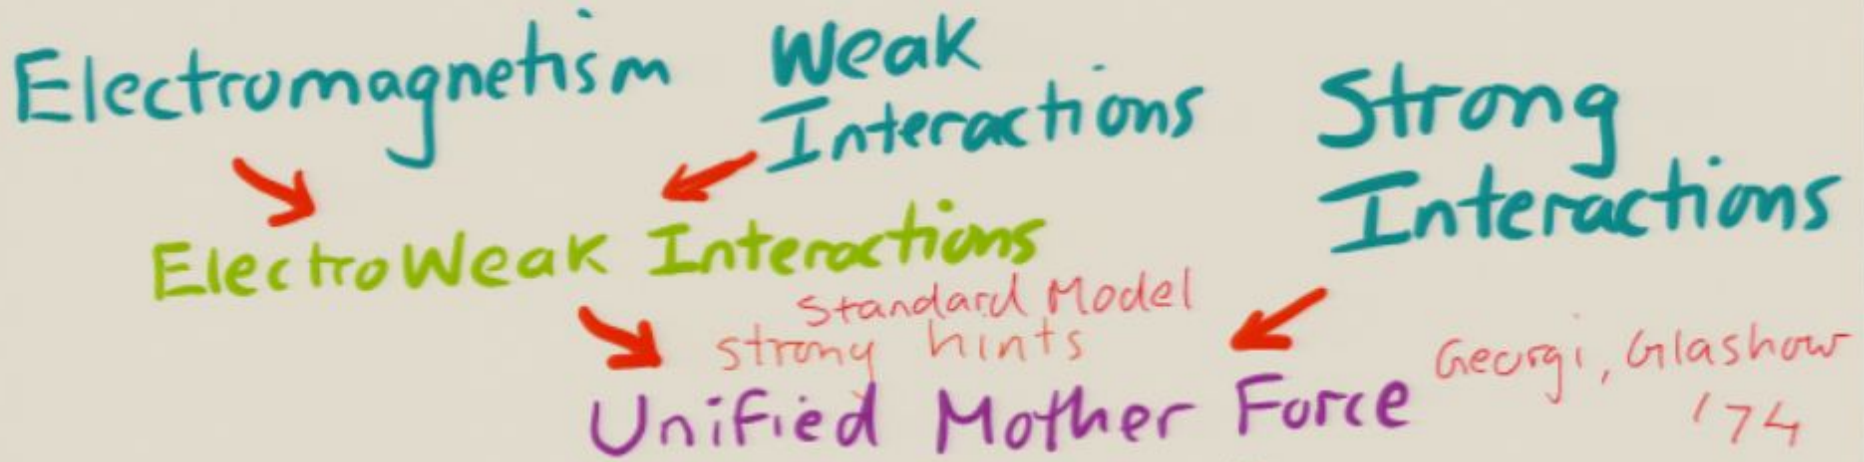 Electromagnetism
Weak
Interactions
Strong
Interactions
ElectroWeak Interactions
Standard Model
strong hints
Georgi, Glashow
'74
Unified Mother Force